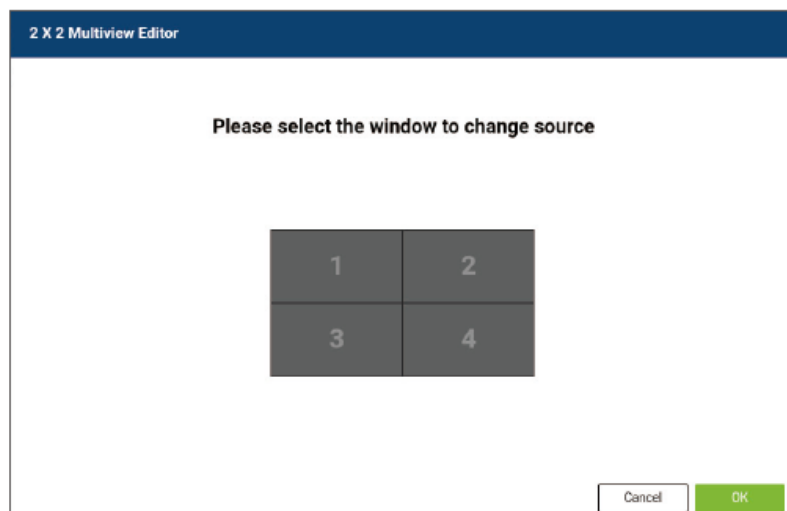 2 X 2 Multiview Editor
Please select the window to change source
1 2
3 4
Cancel OK